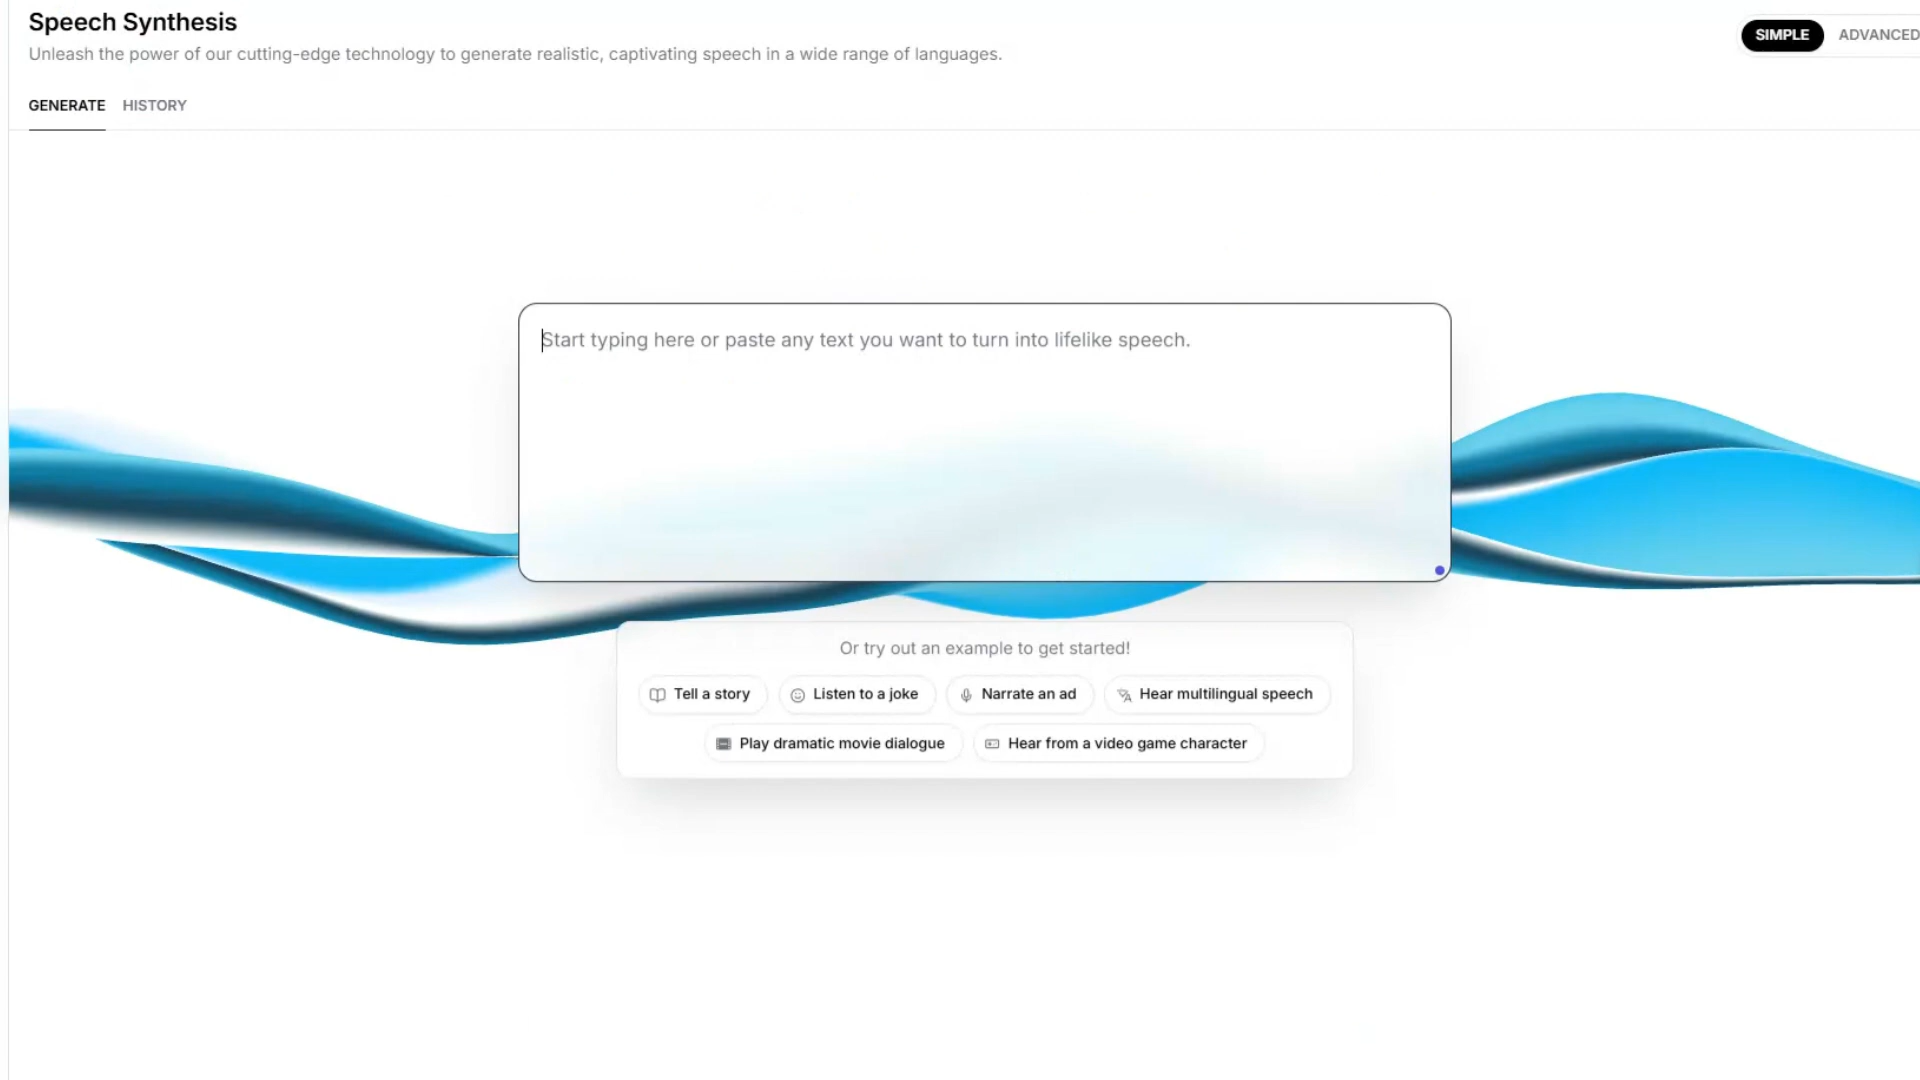 Speech Synthesis
SIMPLE ADVANCED
Unleash the power of our cutting-edge technology to generate realistic, captivating speech in a wide range of languages.
GENERATE HISTORY
Start typing here or paste any text you want to turn into lifelike speech.
Or try out an example to get started!
Tell a story Listen to a joke Narrate an ad Hear multilingual speech
Play dramatic movie dialogue Hear from a video game character